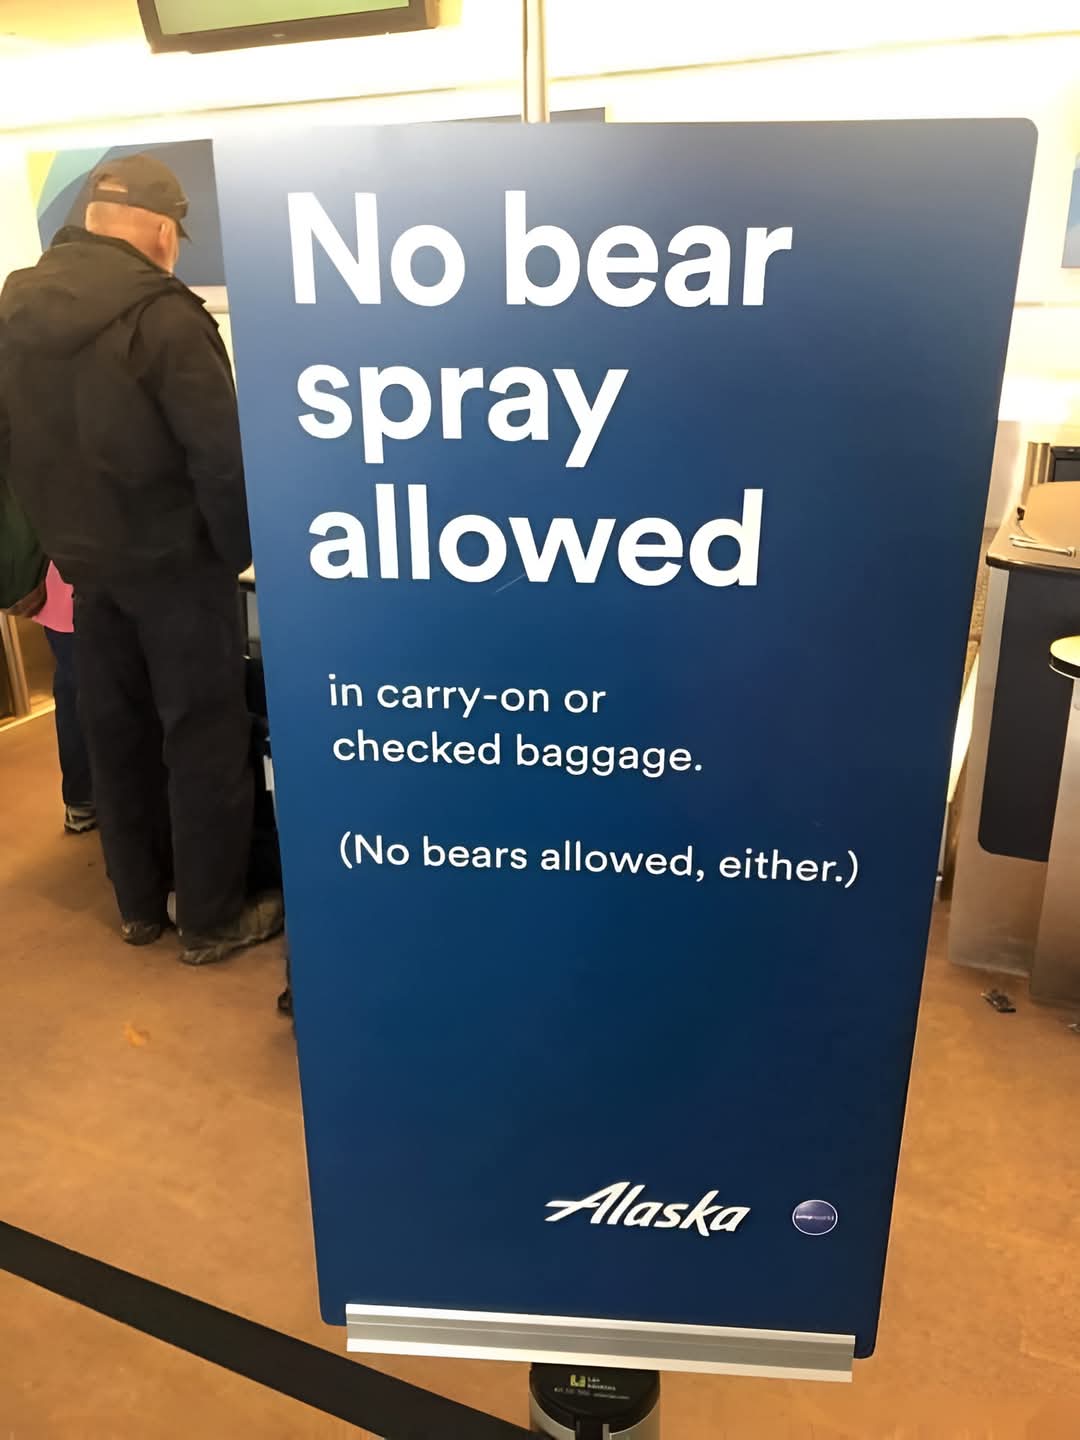 No bear
spray
allowed
in carry-on or
checked baggage.
(No bears allowed, either.)
Alaska